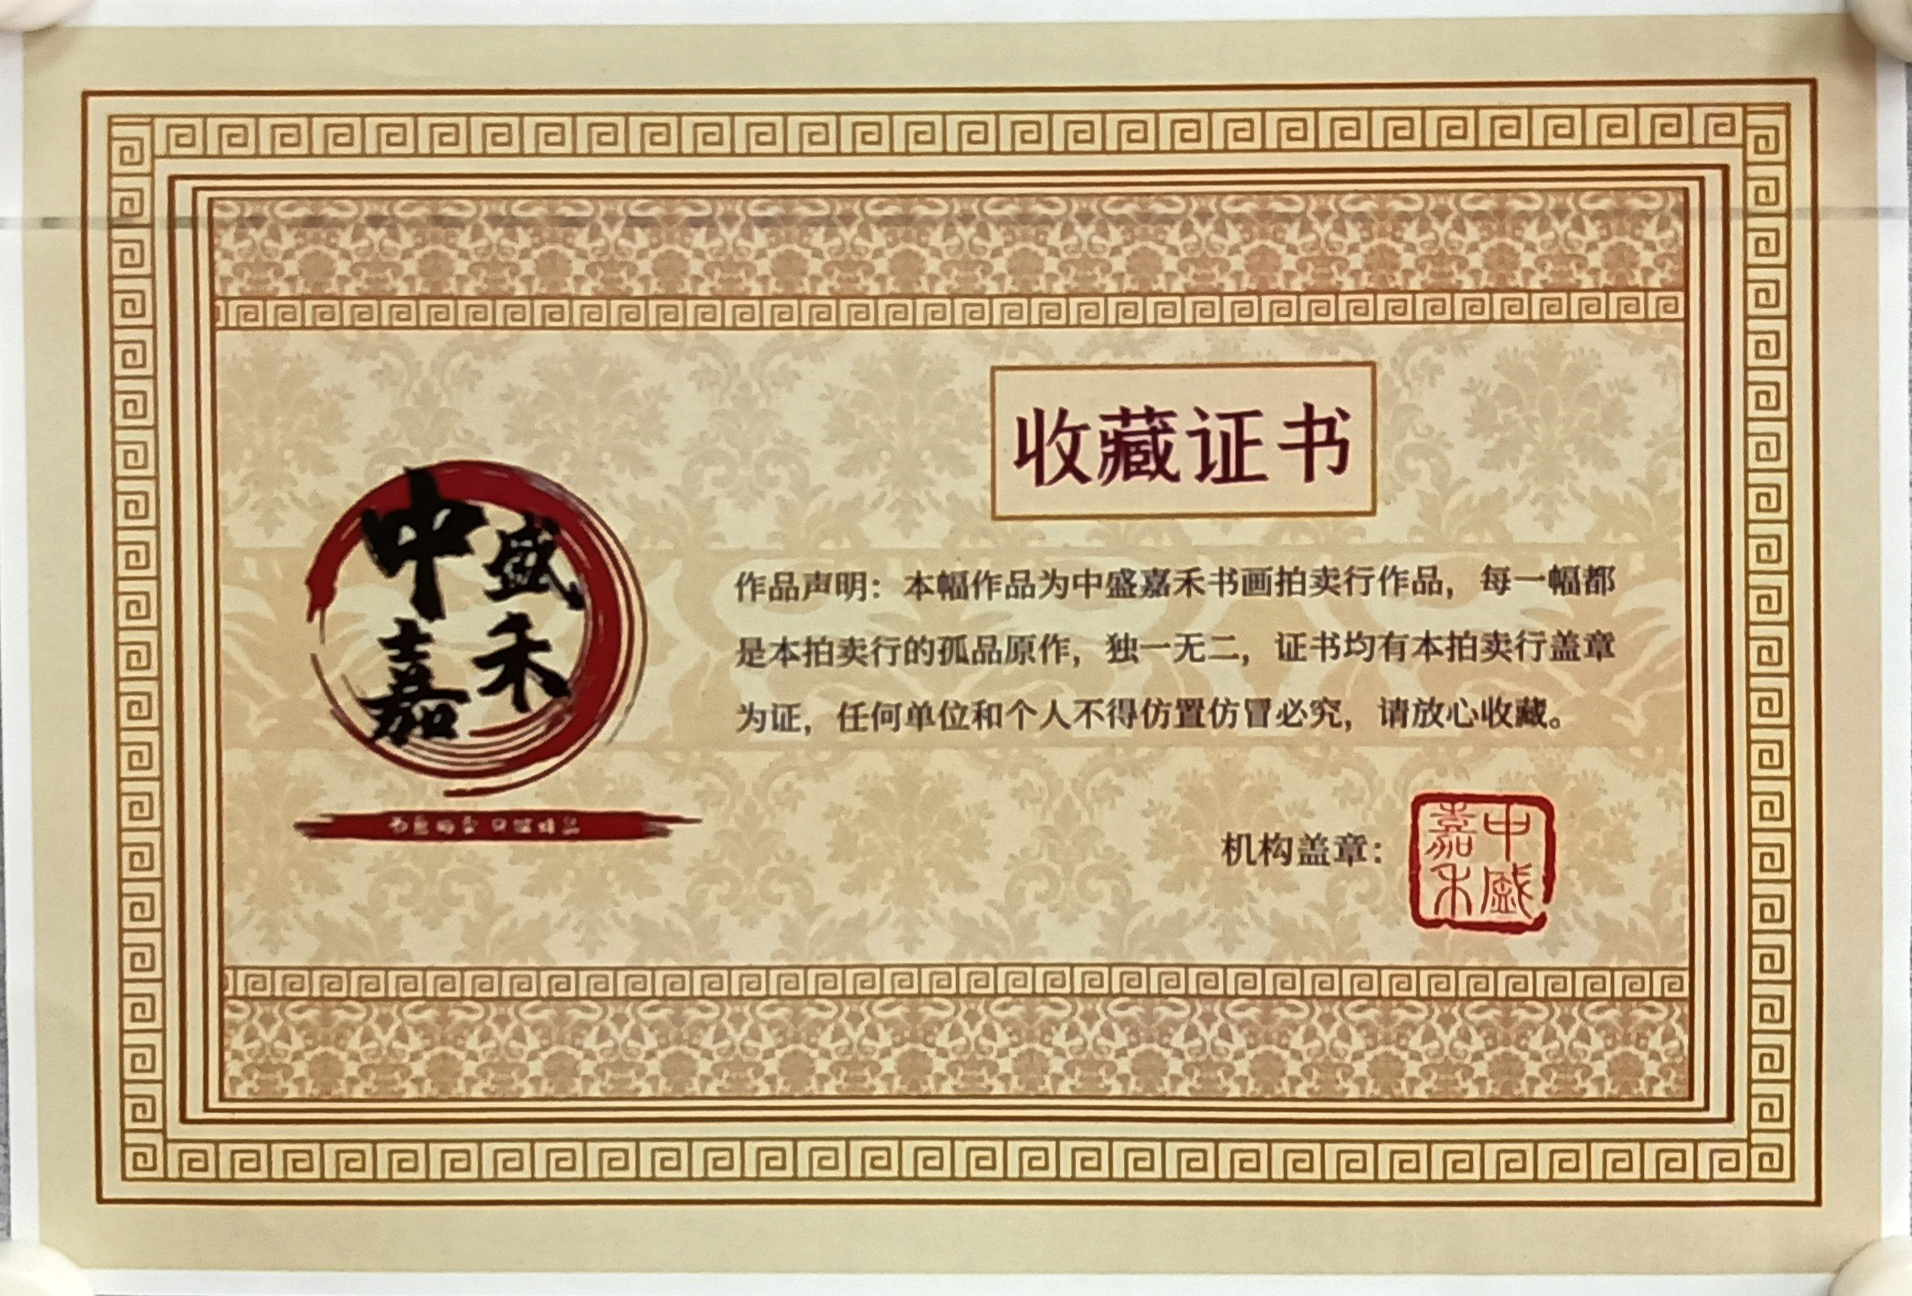 收藏证书
中盛
嘉禾
作品声明：本幅作品为中盛嘉禾书画拍卖行作品，每一幅都
是本拍卖行的孤品原作，独一无二，证书均有本拍卖行盖章
为证，任何单位和个人不得仿置仿冒必究，请放心收藏。
机构盖章：
中盛
嘉禾